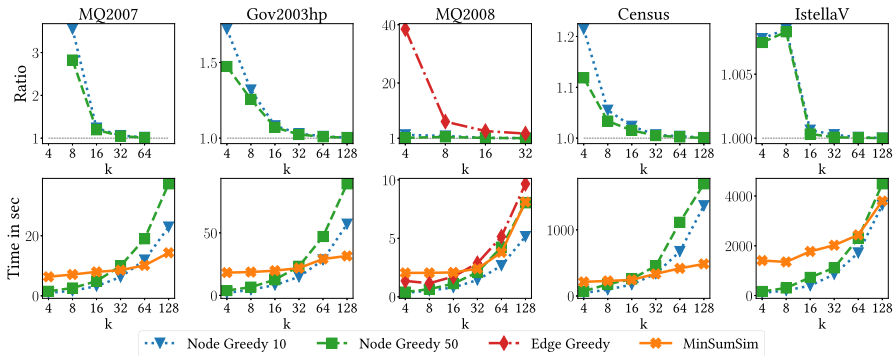 MQ2007 Gov2003hp MQ2008 Census IstellaV
Ratio
3
2
1
4 8 16 32 64
k
1.5
1.0
4 8 16 32 64 128
k
40
20
1
4 8 16 32
k
1.2
1.1
1.0
4 8 16 32 64 128
k
1.005
1.000
4 8 16 32 64 128
k
Time in sec
20
0
4 8 16 32 64 128
k
50
0
4 8 16 32 64 128
k
10
5
0
4 8 16 32 64 128
k
1000
0
4 8 16 32 64 128
k
4000
2000
0
4 8 16 32 64 128
k
Node Greedy 10 Node Greedy 50 Edge Greedy MinSumSim